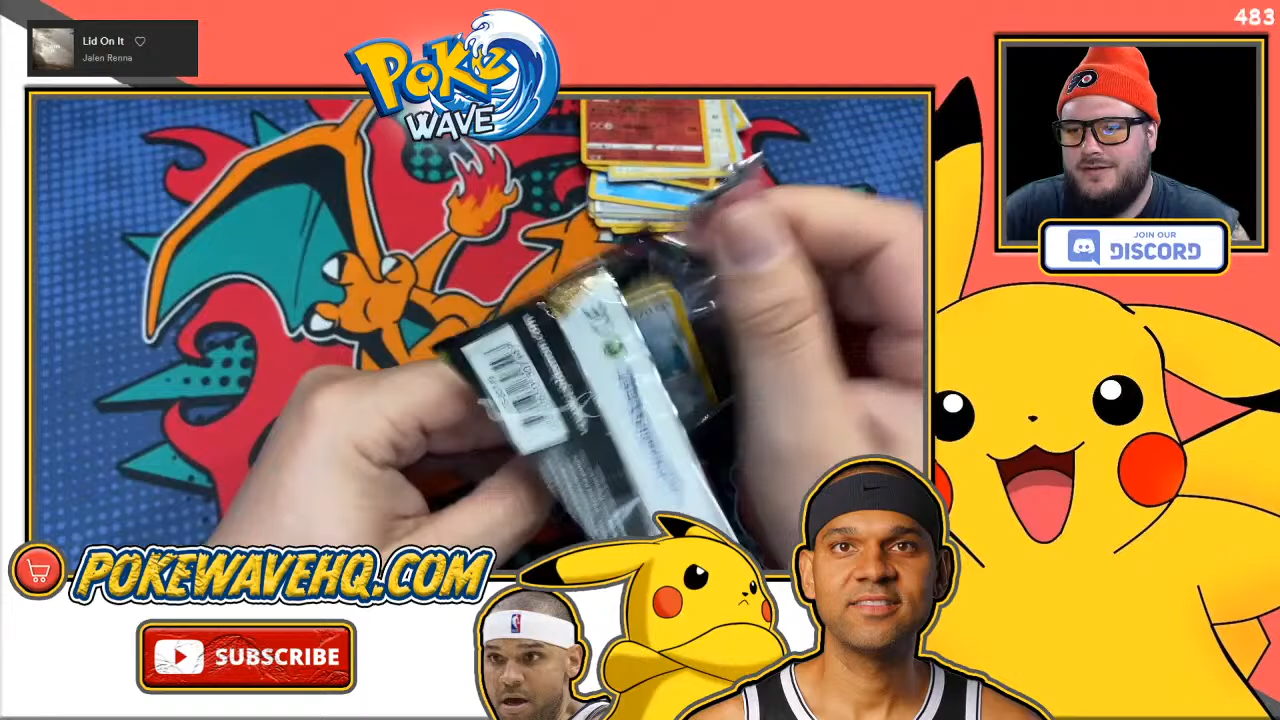 483
Lid On It
Jalen Renna
POKE
WAVE
JOIN OUR
DISCORD
POKEWAVEHQ.COM
SUBSCRIBE